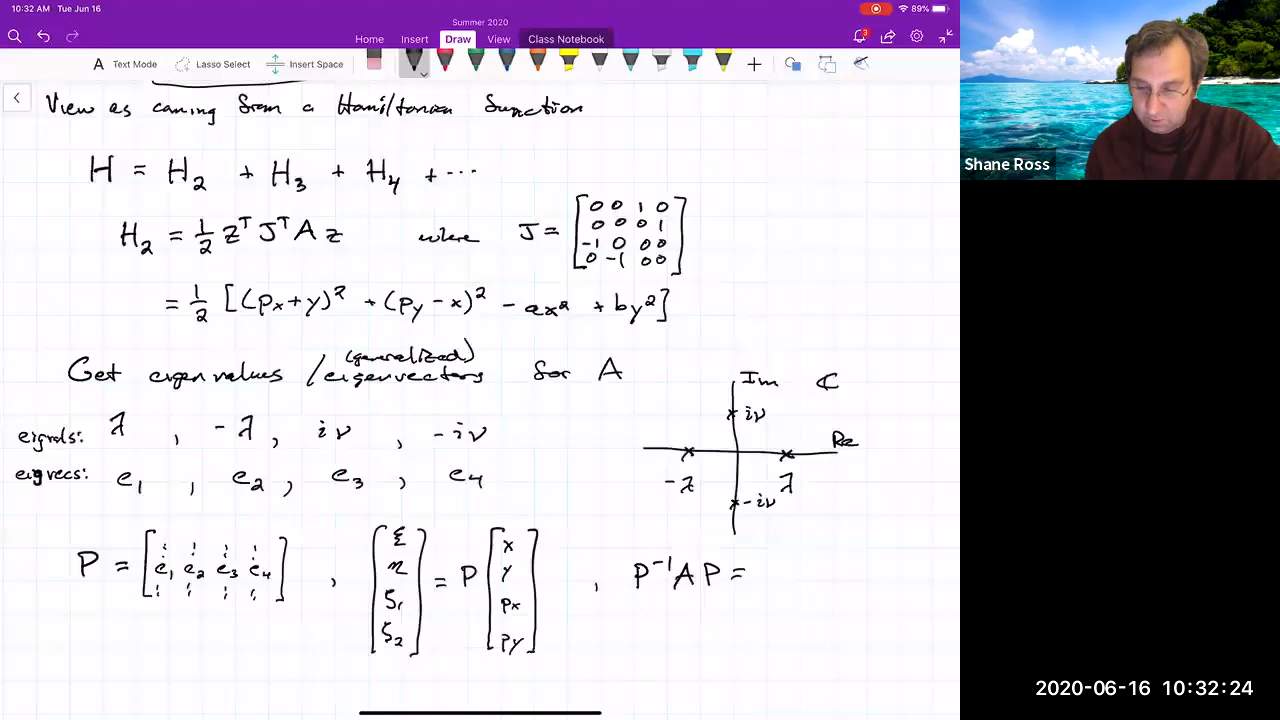 10:32 AM Tue Jun 16
89%
Summer 2020
Home Insert Draw View Class Notebook
3
A Text Mode Lasso Select Insert Space
View as coming from a Hamiltonian function
H = H₂ + H₃ + H₄ + ⋯
H₂ = 1/2 zᵀ Jᵀ A z where J = [0 0 1 0; 0 0 0 1; -1 0 0 0; 0 -1 0 0]
= 1/2 [(px+y)² + (py-x)² - ax² + by²]
Get eigenvalues / (generalized) eigenvectors for A
eigvals: λ, -λ, iν, -iν
eigvecs: e₁, e₂, e₃, e₄
Im ℂ
iν
Re
-λ λ
-iν
P = [e₁ e₂ e₃ e₄], [ξ; η; ζ₁; ζ₂] = P [x; y; px; py], P⁻¹AP =
Shane Ross
2020-06-16 10:32:24